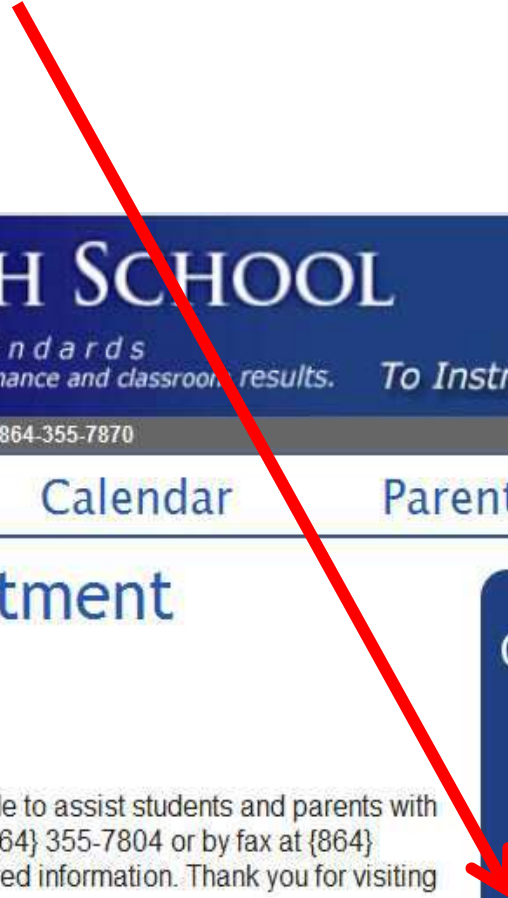 H SCHOOL
ndards
mance and classroom results. To Instr
864-355-7870
Calendar Parent
tment
le to assist students and parents with
64} 355-7804 or by fax at {864}
ed information. Thank you for visiting